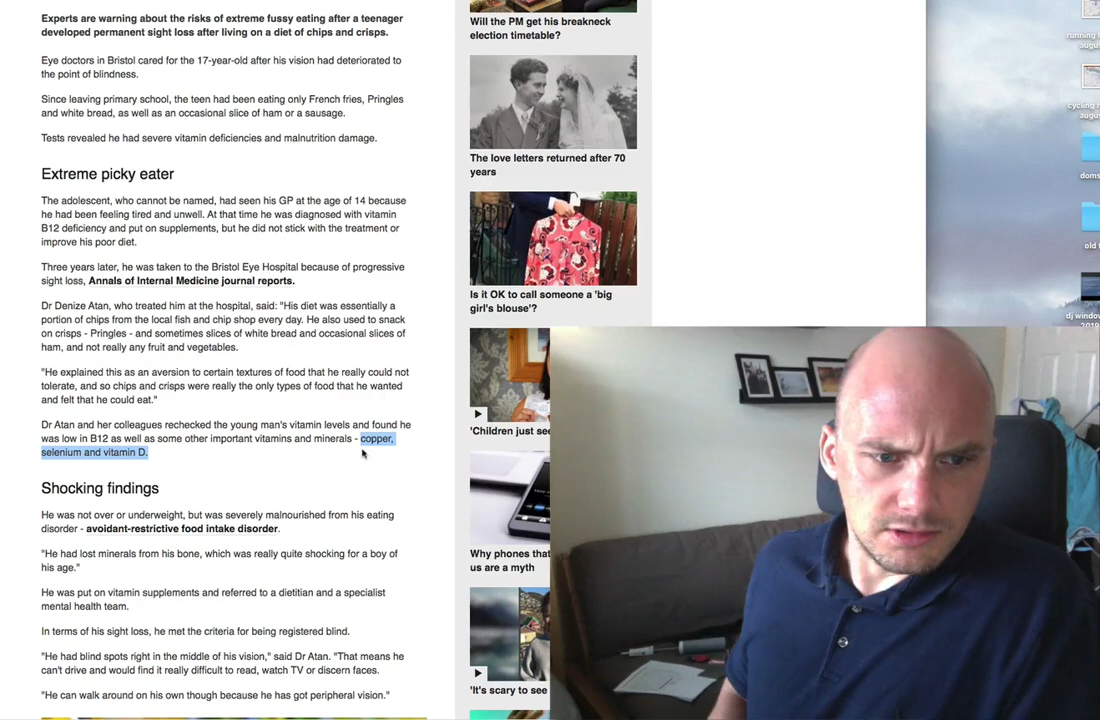 Experts are warning about the risks of extreme fussy eating after a teenager
developed permanent sight loss after living on a diet of chips and crisps.
Eye doctors in Bristol cared for the 17-year-old after his vision had deteriorated to
the point of blindness.
Since leaving primary school, the teen had been eating only French fries, Pringles
and white bread, as well as an occasional slice of ham or a sausage.
Tests revealed he had severe vitamin deficiencies and malnutrition damage.
Extreme picky eater
The adolescent, who cannot be named, had seen his GP at the age of 14 because
he had been feeling tired and unwell. At that time he was diagnosed with vitamin
B12 deficiency and put on supplements, but he did not stick with the treatment or
improve his poor diet.
Three years later, he was taken to the Bristol Eye Hospital because of progressive
sight loss, Annals of Internal Medicine journal reports.
Dr Denize Atan, who treated him at the hospital, said: "His diet was essentially a
portion of chips from the local fish and chip shop every day. He also used to snack
on crisps - Pringles - and sometimes slices of white bread and occasional slices of
ham, and not really any fruit and vegetables.
"He explained this as an aversion to certain textures of food that he really could not
tolerate, and so chips and crisps were really the only types of food that he wanted
and felt that he could eat."
Dr Atan and her colleagues rechecked the young man's vitamin levels and found he
was low in B12 as well as some other important vitamins and minerals - copper,
selenium and vitamin D.
Shocking findings
He was not over or underweight, but was severely malnourished from his eating
disorder - avoidant-restrictive food intake disorder.
"He had lost minerals from his bone, which was really quite shocking for a boy of
his age."
He was put on vitamin supplements and referred to a dietitian and a specialist
mental health team.
In terms of his sight loss, he met the criteria for being registered blind.
"He had blind spots right in the middle of his vision," said Dr Atan. "That means he
can't drive and would find it really difficult to read, watch TV or discern faces.
"He can walk around on his own though because he has got peripheral vision."
Will the PM get his breakneck
election timetable?
The love letters returned after 70
years
Is it OK to call someone a 'big
girl's blouse'?
'Children just see
Why phones that
us are a myth
'It's scary to see
running
augu
cycling
augu
doms
old
dj window
2019